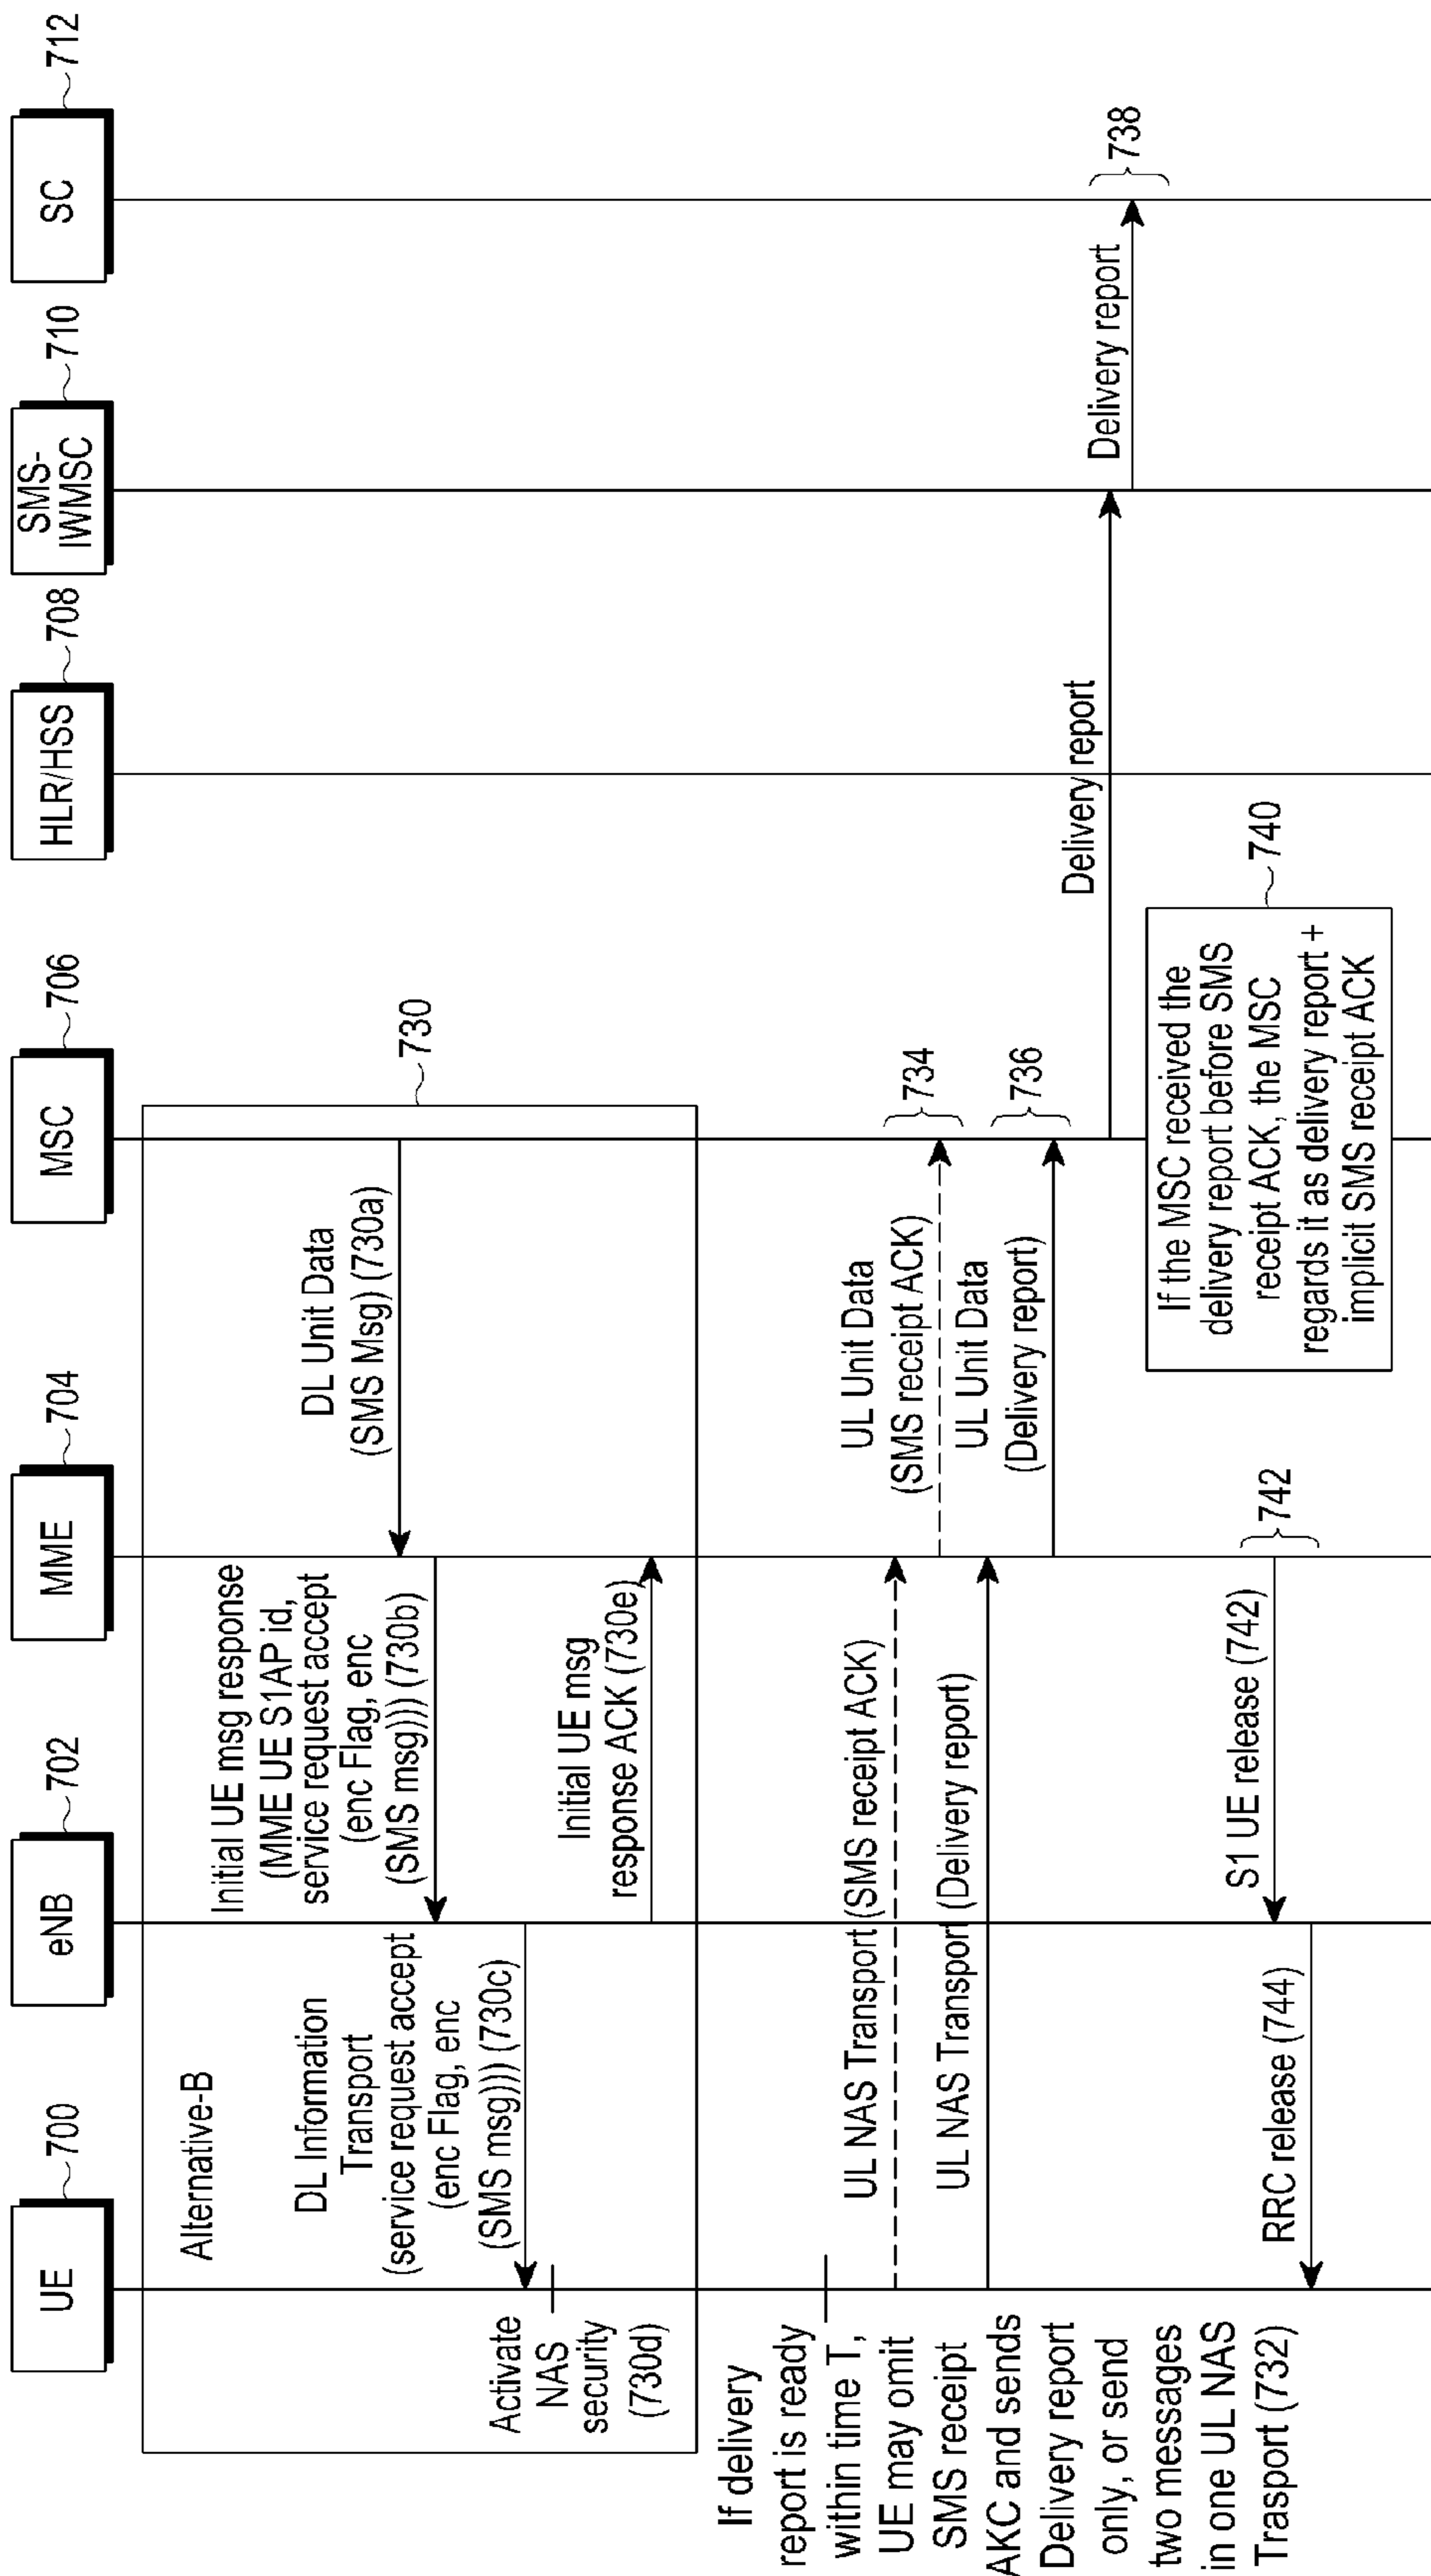 UE
700
eNB
702
MME
704
MSC
706
HLR/HSS
708
SMS-
IWMSC
710
SC
712
Alternative-B
730
DL Unit Data
(SMS Msg) (730a)
Initial UE msg response
(MME UE S1AP id,
service request accept
(enc Flag, enc
(SMS msg))) (730b)
DL Information
Transport
(service request accept
(enc Flag, enc
(SMS msg))) (730c)
Activate
NAS
security
(730d)
Initial UE msg
response ACK (730e)
If delivery
report is ready
within time T,
UE may omit
SMS receipt
AKC and sends
Delivery report
only, or send
two messages
in one UL NAS
Trasport (732)
UL NAS Transport (SMS receipt ACK)
UL Unit Data
(SMS receipt ACK)
734
UL NAS Transport (Delivery report)
UL Unit Data
(Delivery report)
736
Delivery report
Delivery report
738
If the MSC received the
delivery report before SMS
receipt ACK, the MSC
regards it as delivery report +
implicit SMS receipt ACK
740
S1 UE release (742)
742
RRC release (744)